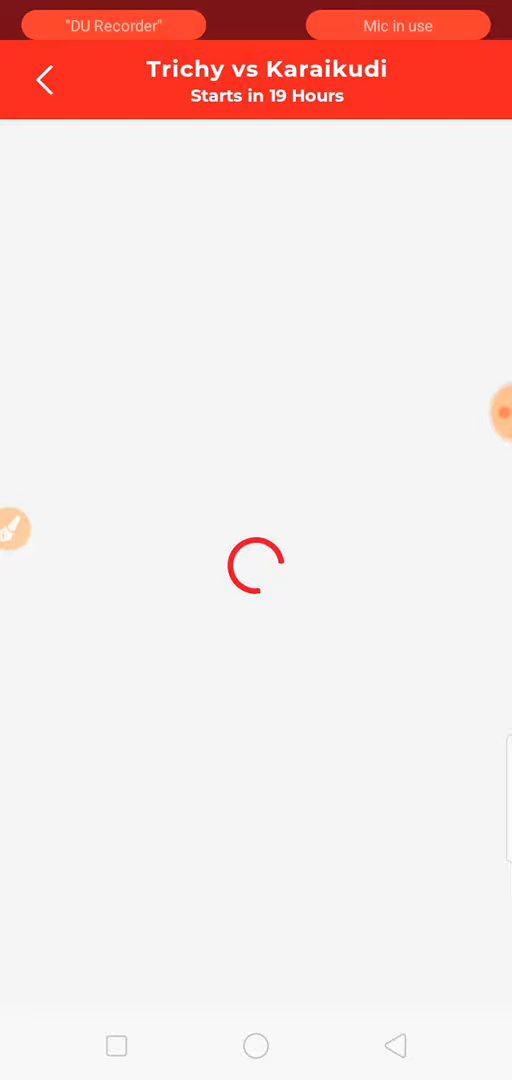 "DU Recorder"
Mic in use
Trichy vs Karaikudi
Starts in 19 Hours